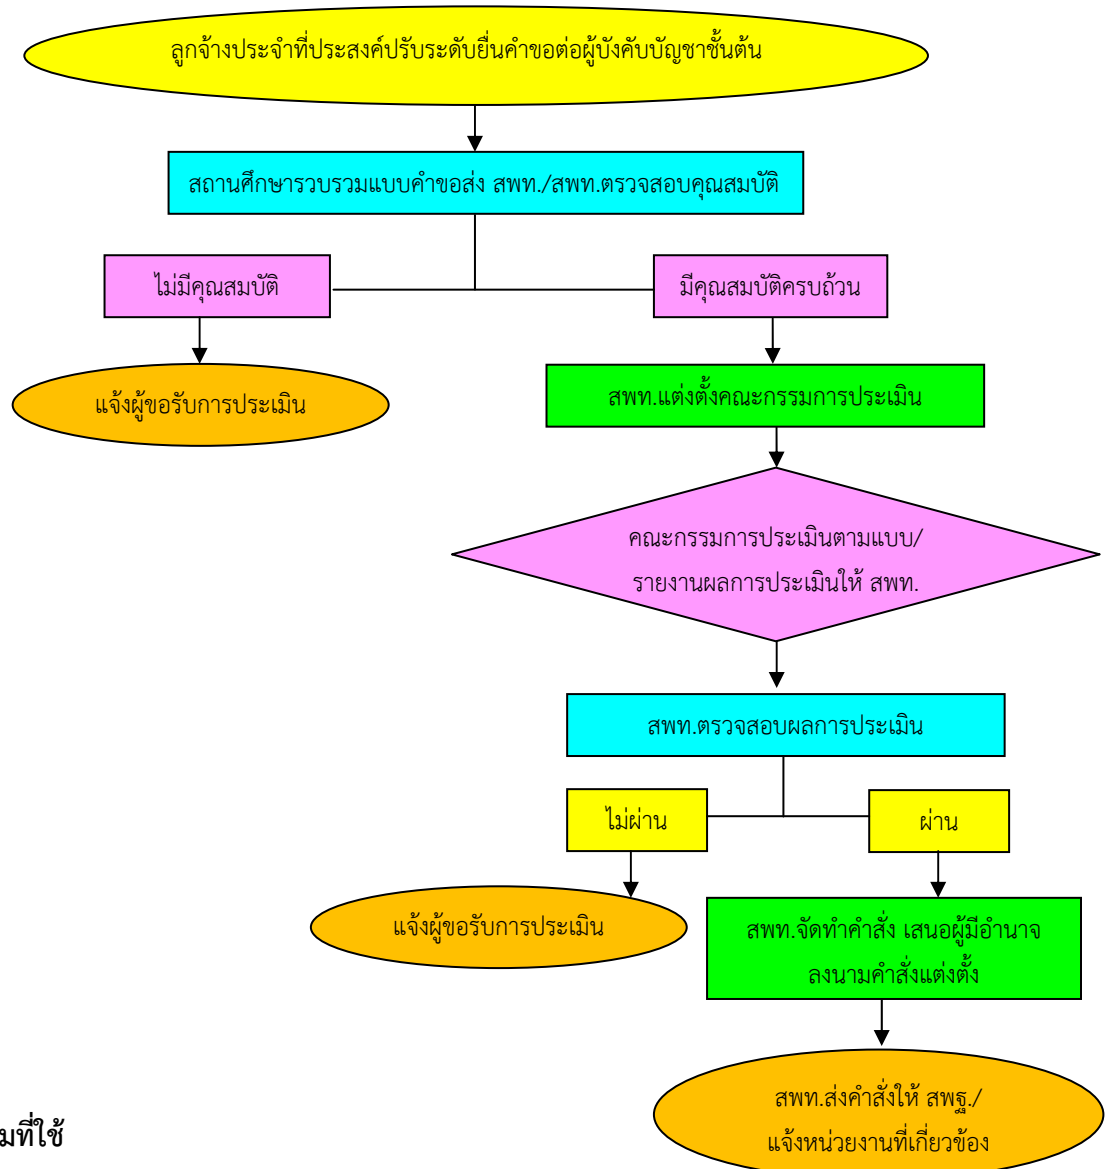 ลูกจ้างประจำที่ประสงค์ปรับระดับยื่นคำขอต่อผู้บังคับบัญชาชั้นต้น
สถานศึกษารวบรวมแบบคำขอส่ง สพท./สพท.ตรวจสอบคุณสมบัติ
ไม่มีคุณสมบัติ
มีคุณสมบัติครบถ้วน
แจ้งผู้ขอรับการประเมิน
สพท.แต่งตั้งคณะกรรมการประเมิน
คณะกรรมการประเมินตามแบบ/
รายงานผลการประเมินให้ สพท.
สพท.ตรวจสอบผลการประเมิน
ไม่ผ่าน
ผ่าน
แจ้งผู้ขอรับการประเมิน
สพท.จัดทำคำสั่ง เสนอผู้มีอำนาจ
ลงนามคำสั่งแต่งตั้ง
สพท.ส่งคำสั่งให้ สพฐ./
แจ้งหน่วยงานที่เกี่ยวข้อง
มที่ใช้